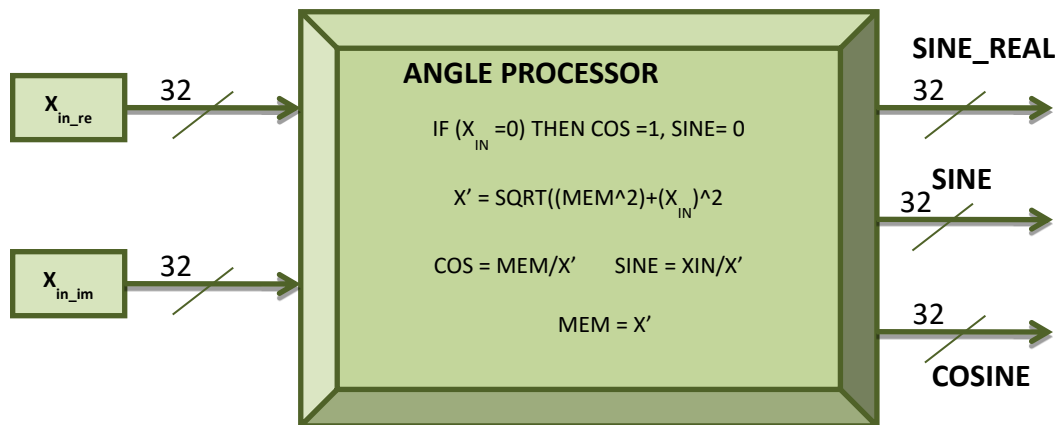 SINE_REAL
ANGLE PROCESSOR
32
32
X in_re
IF (X IN =0) THEN COS =1, SINE= 0
SINE
X’ = SQRT((MEM^2)+(X IN )^2
32
32
COS = MEM/X’ SINE = XIN/X’
X in_im
MEM = X’
32
COSINE